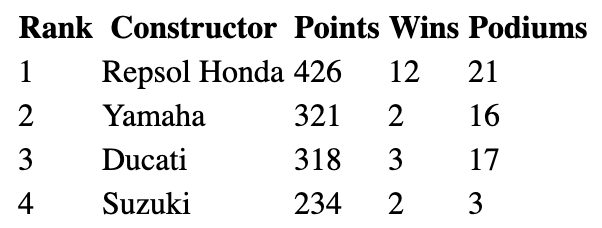 Rank Constructor Points Wins Podiums
1 Repsol Honda 426 12 21
2 Yamaha 321 2 16
3 Ducati 318 3 17
4 Suzuki 234 2 3